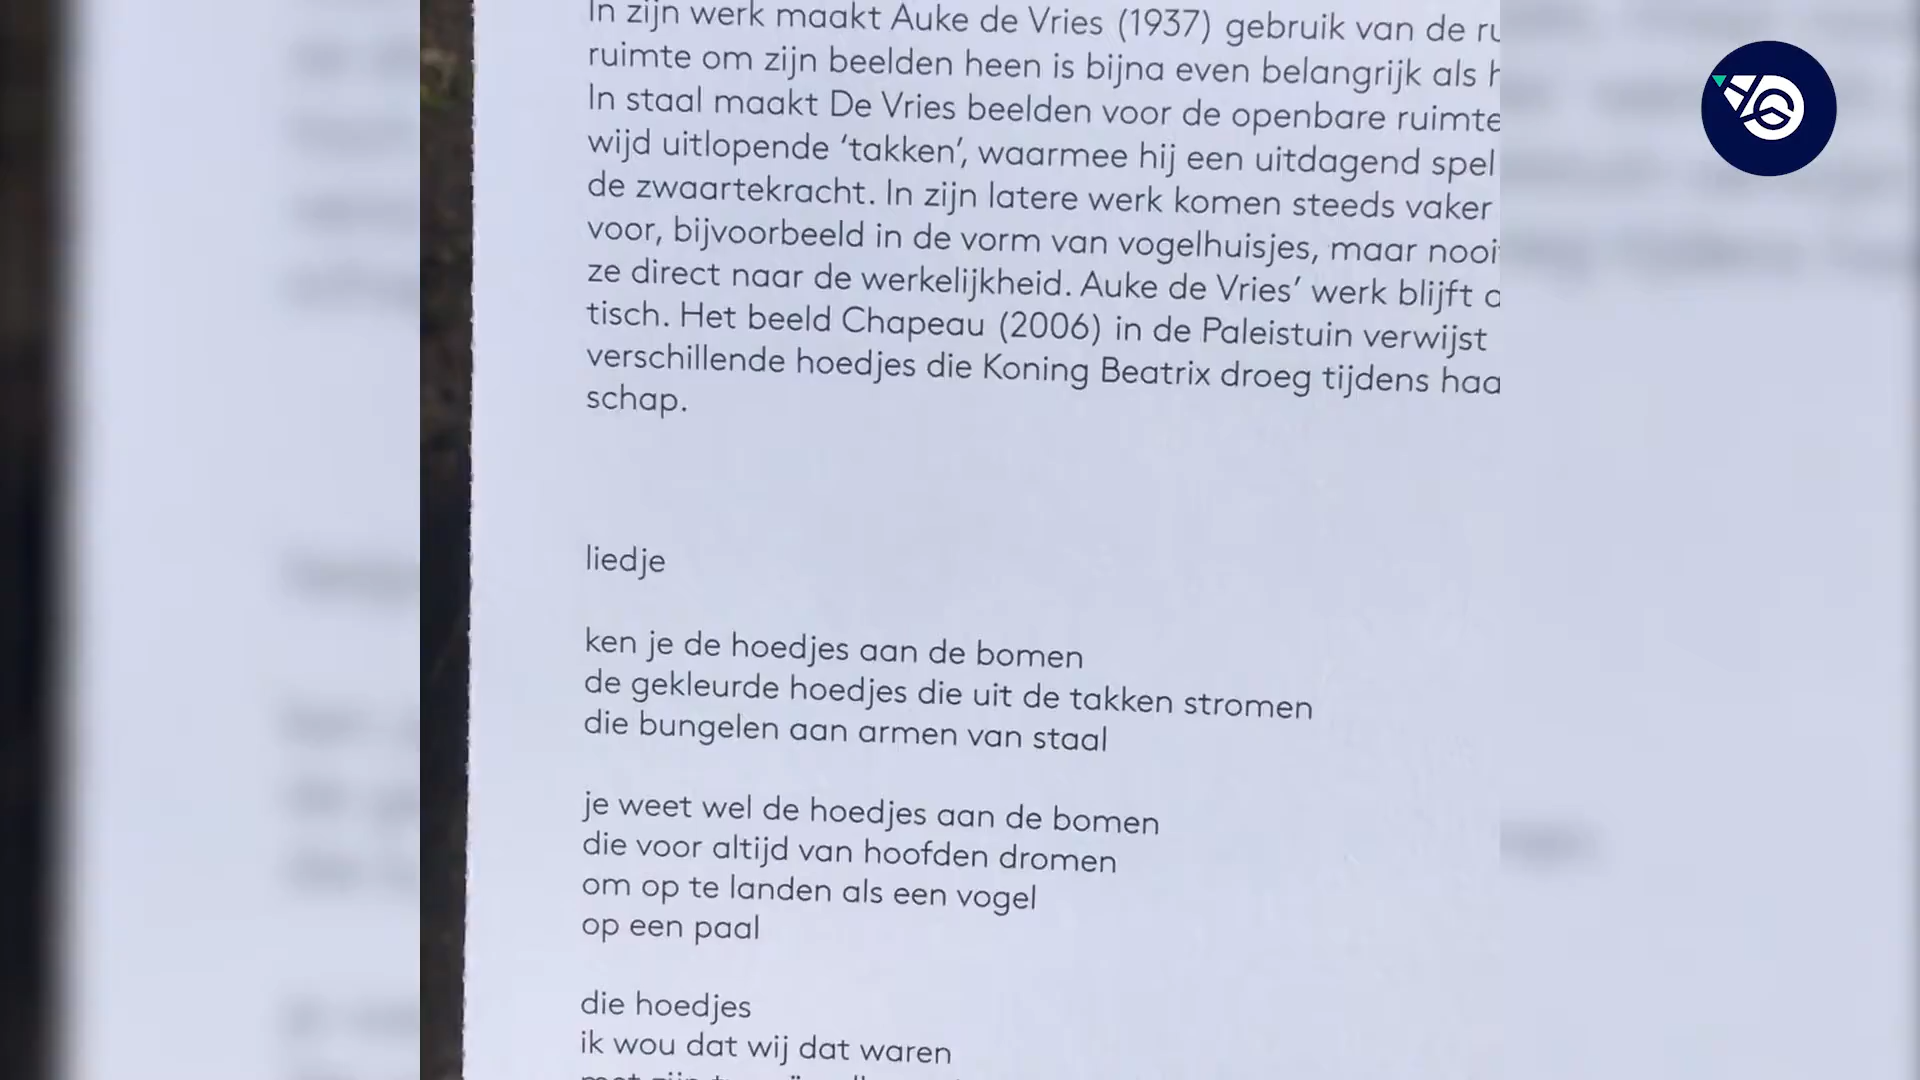 In zijn werk maakt Auke de Vries (1937) gebruik van de
ruimte om zijn beelden heen is bijna even belangrijk als
In staal maakt De Vries beelden voor de openbare ruimte
wijd uitlopende ‘takken’, waarmee hij een uitdagend spel
de zwaartekracht. In zijn latere werk komen steeds vaker
voor, bijvoorbeeld in de vorm van vogelhuisjes, maar
ze direct naar de werkelijkheid. Auke de Vries’ werk blijft
tisch. Het beeld Chapeau (2006) in de Paleistuin verwijst
verschillende hoedjes die Koning Beatrix droeg tijdens
schap.
liedje
ken je de hoedjes aan de bomen
de gekleurde hoedjes die uit de takken stromen
die bungelen aan armen van staal
je weet wel de hoedjes aan de bomen
die voor altijd van hoofden dromen
om op te landen als een vogel
op een paal
die hoedjes
ik wou dat wij dat waren